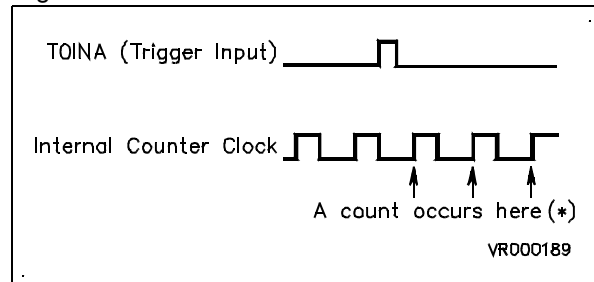 T0INA (Trigger Input)
Internal Counter Clock
A count occurs here (*)
VR000189